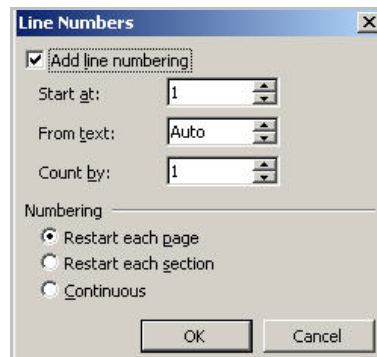 Line Numbers
Add line numbering
Start at: 1
From text: Auto
Count by: 1
Numbering
Restart each page
Restart each section
Continuous
OK Cancel